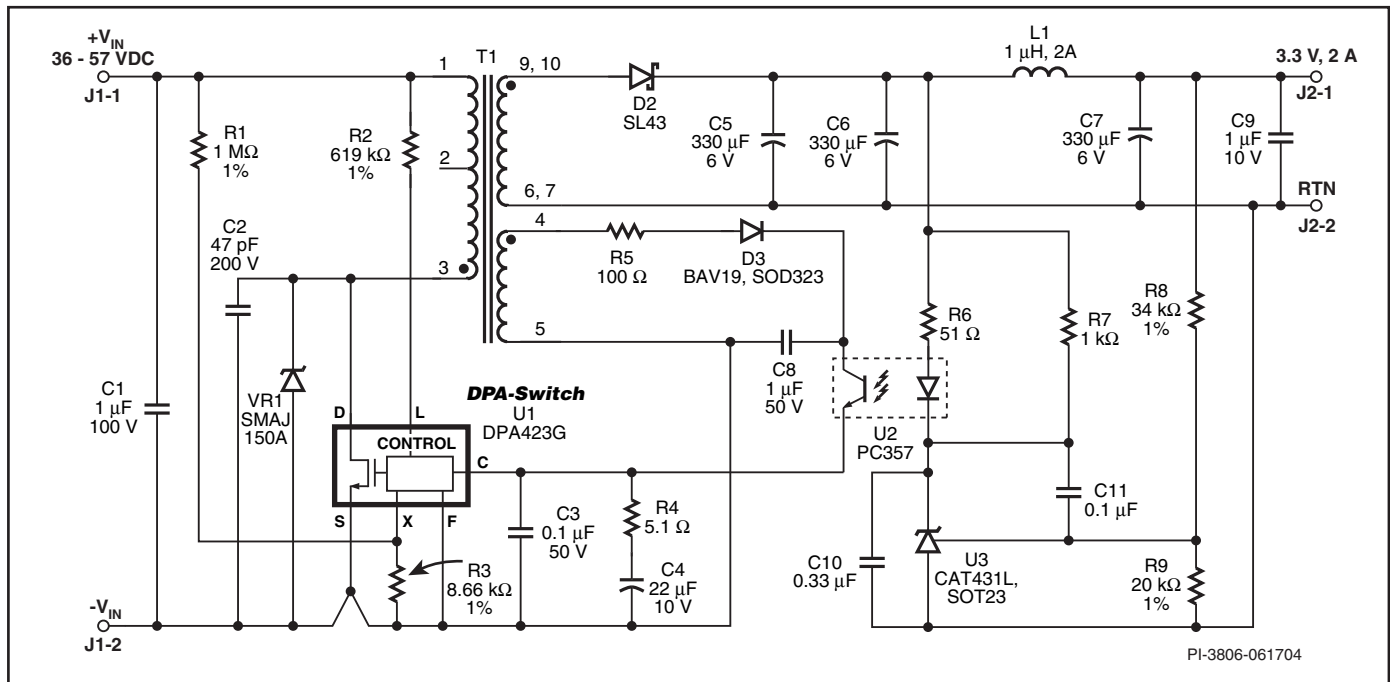 +VIN
36 - 57 VDC
J1-1
R1
1 MΩ
1%
R2
619 kΩ
1%
1
2
3
T1
9, 10
6, 7
4
5
D2
SL43
C5
330 µF
6 V
C6
330 µF
6 V
L1
1 µH, 2A
C7
330 µF
6 V
C9
1 µF
10 V
3.3 V, 2 A
J2-1
RTN
J2-2
C2
47 pF
200 V
R5
100 Ω
D3
BAV19, SOD323
R6
51 Ω
R7
1 kΩ
R8
34 kΩ
1%
C1
1 µF
100 V
VR1
SMAJ
150A
DPA-Switch
U1
DPA423G
D
L
CONTROL
C
S
X
F
C8
1 µF
50 V
U2
PC357
C3
0.1 µF
50 V
R4
5.1 Ω
C4
22 µF
10 V
R3
8.66 kΩ
1%
C11
0.1 µF
C10
0.33 µF
U3
CAT431L,
SOT23
R9
20 kΩ
1%
-VIN
J1-2
PI-3806-061704